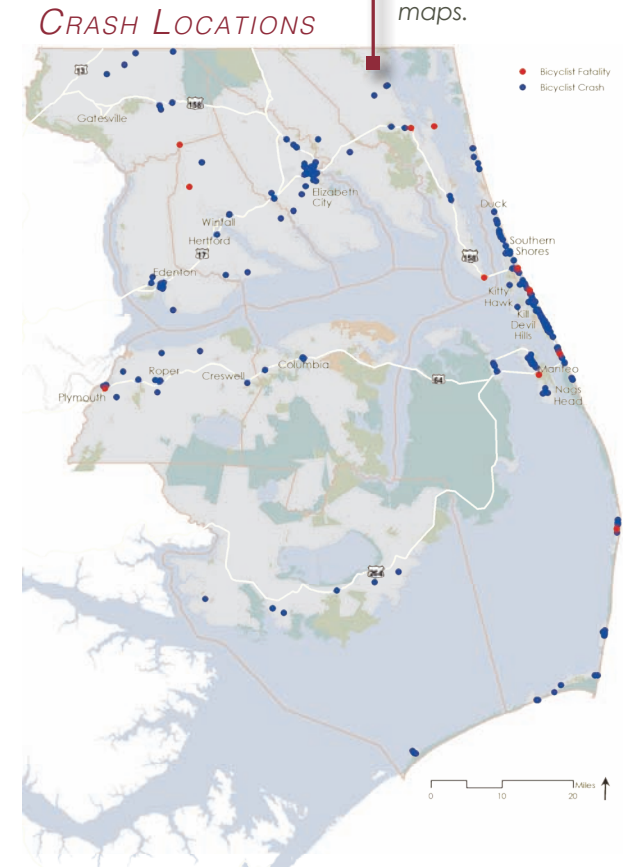 maps.
CRASH LOCATIONS
Bicyclist Fatality
Bicyclist Crash
13
158
Gatesville
Elizabeth
City
Duck
Winfall
Hertford
Southern
Shores
17
158
Edenton
Kitty
Hawk
Kill
Devil
Hills
Columbia
Manteo
Roper
Creswell
64
Plymouth
Nags
Head
264
Miles
0 10 20